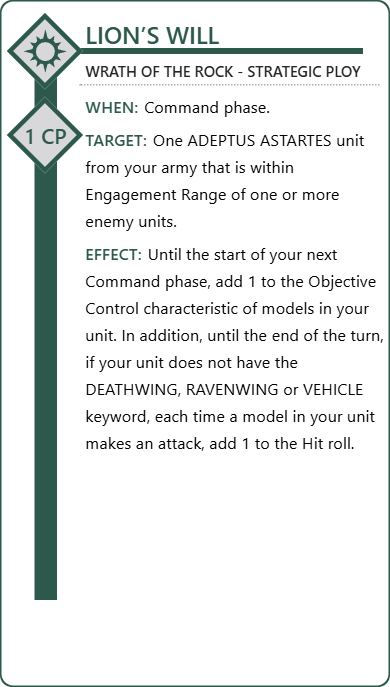 LION'S WILL
WRATH OF THE ROCK - STRATEGIC PLOY
WHEN: Command phase.
1 CP
TARGET: One ADEPTUS ASTARTES unit
from your army that is within
Engagement Range of one or more
enemy units.
EFFECT: Until the start of your next
Command phase, add 1 to the Objective
Control characteristic of models in your
unit. In addition, until the end of the turn,
if your unit does not have the
DEATHWING, RAVENWING or VEHICLE
keyword, each time a model in your unit
makes an attack, add 1 to the Hit roll.